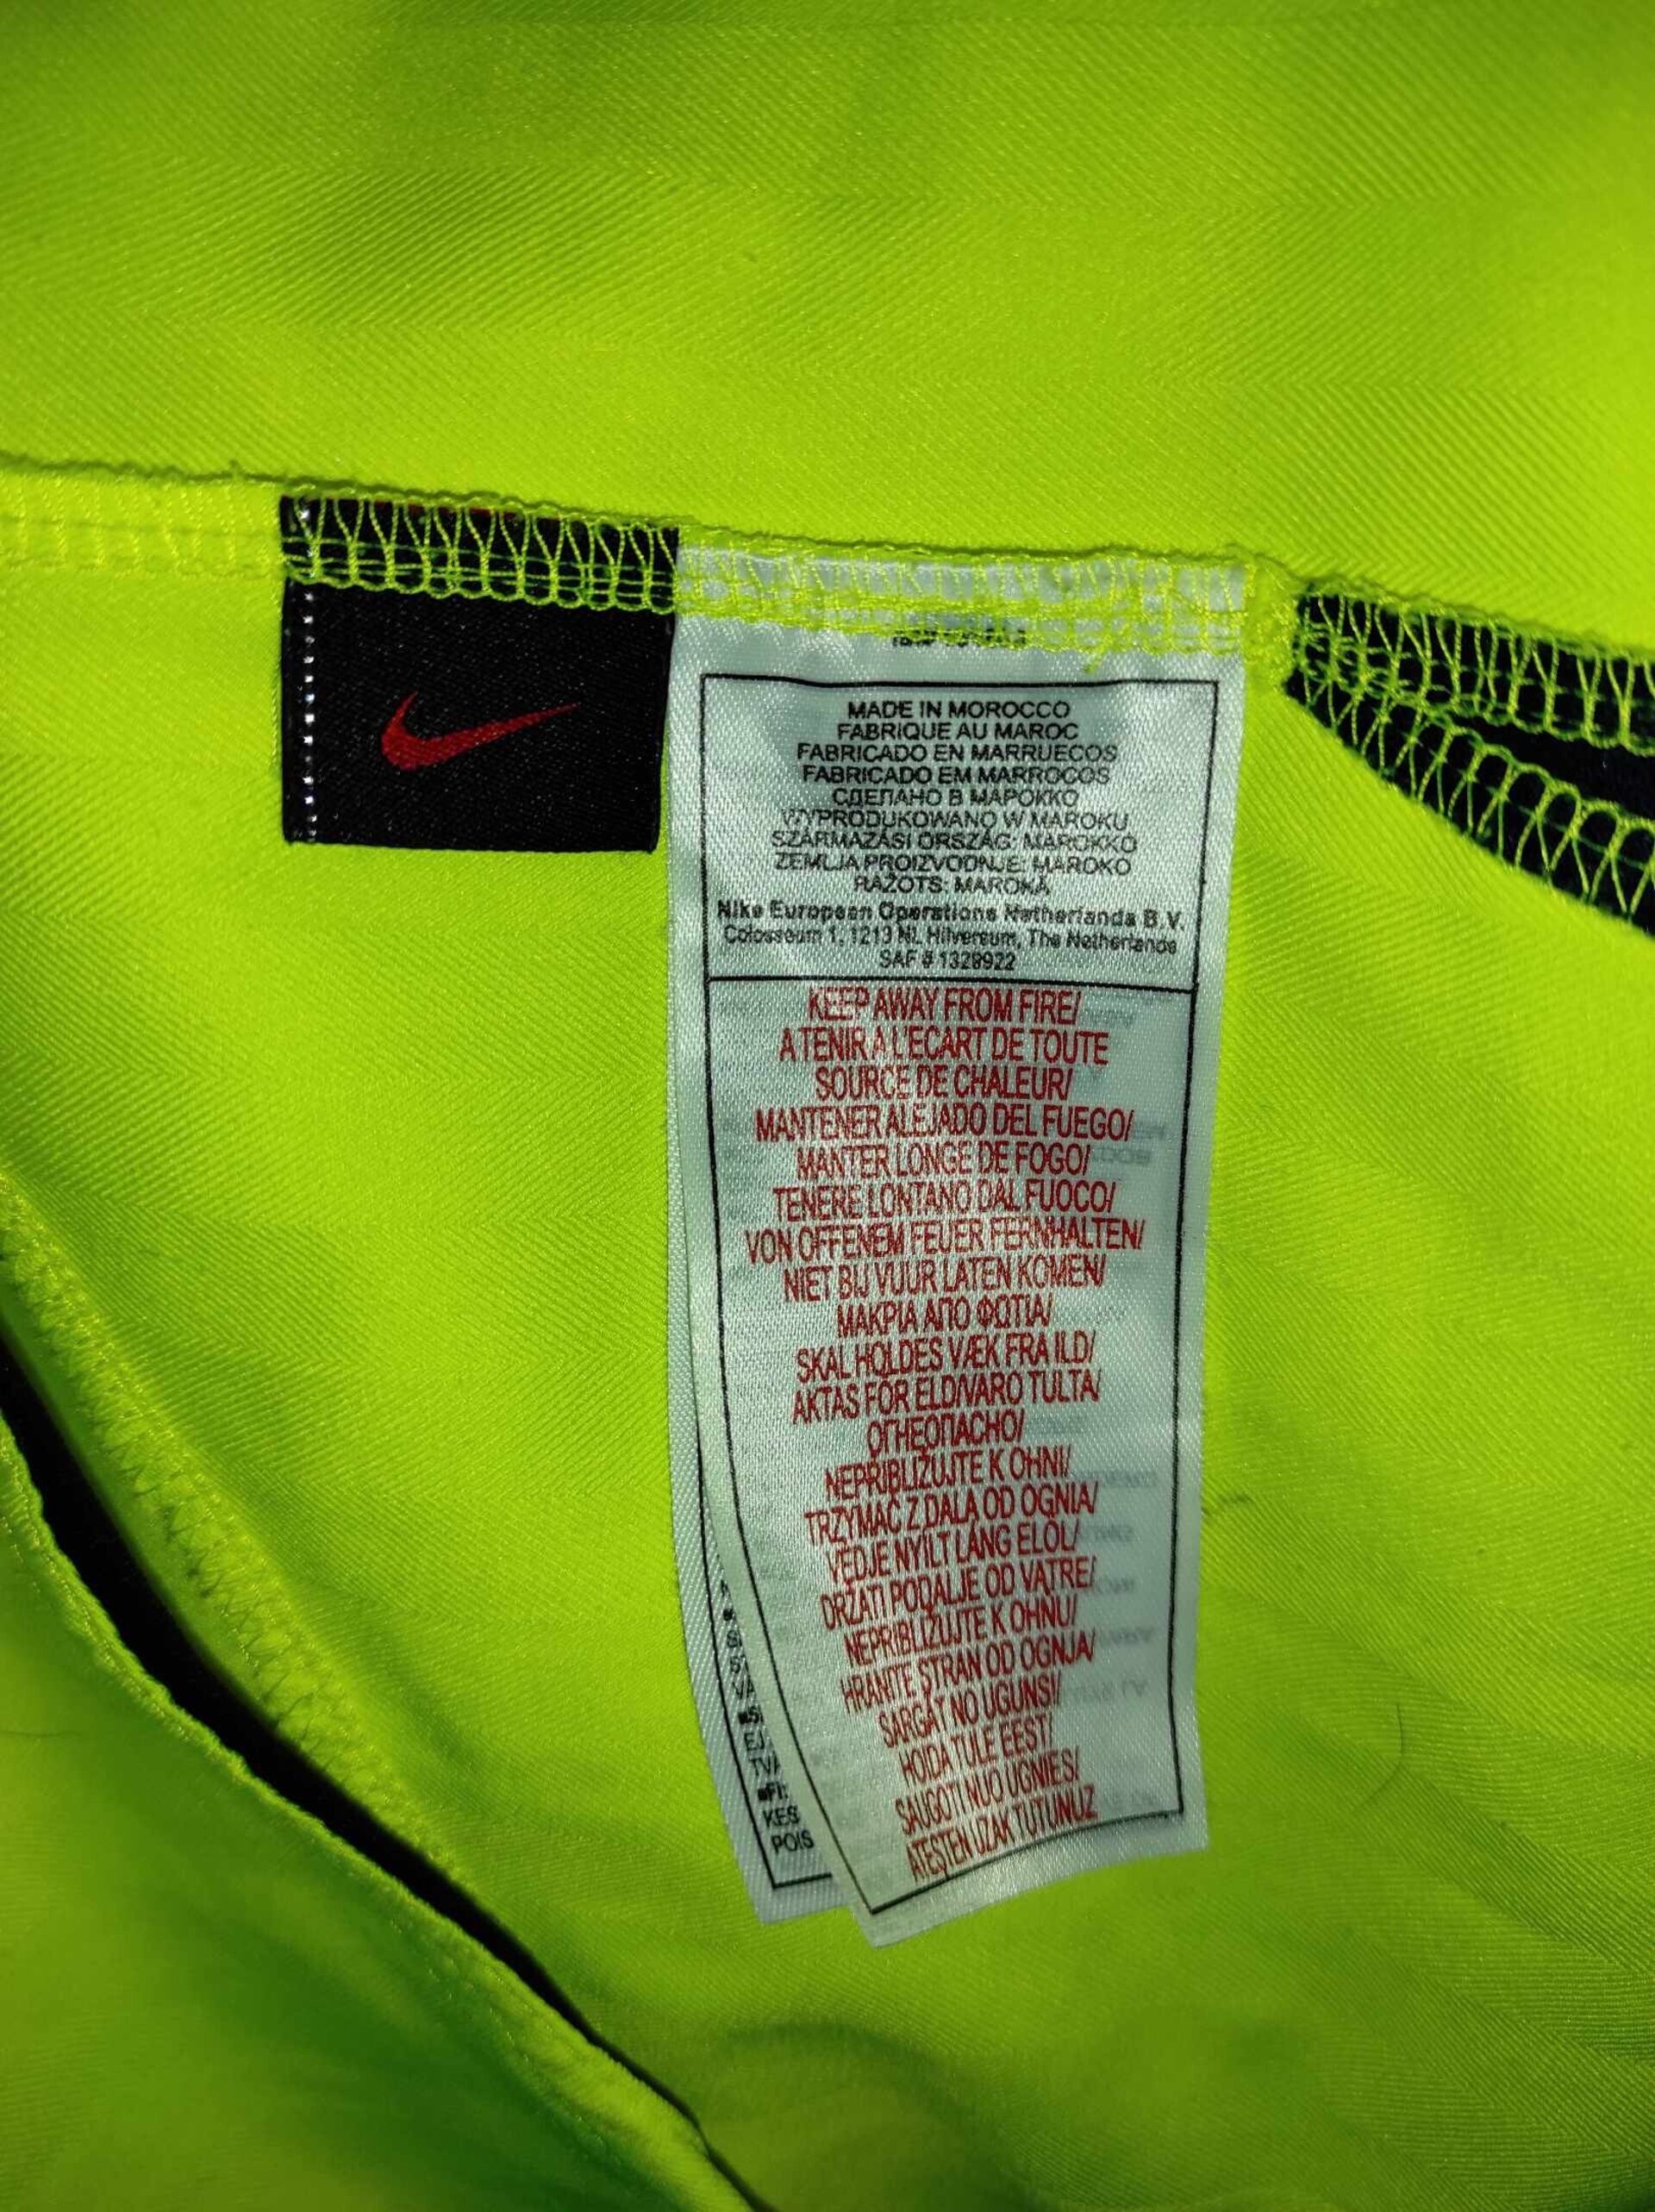 MADE IN MOROCCO
FABRIQUE AU MAROC
FABRICADO EN MARRUECOS
FABRICADO EM MARROCOS
СДЕЛАНО В МАРОККО
WYPRODUKOWANO W MAROKU
SZÁRMAZÁSI ORSZÁG: MAROKKO
ZEMLJA PROIZVODNJE: MAROKO
RAŽOTS: MAROKĀ
Nike European Operations Netherlands B.V.
Colosseum 1, 1213 NL Hilversum, The Netherlands
SAF # 1329922
KEEP AWAY FROM FIRE/
A TENIR A L'ECART DE TOUTE
SOURCE DE CHALEUR/
MANTENER ALEJADO DEL FUEGO/
MANTER LONGE DE FOGO/
TENERE LONTANO DAL FUOCO/
VON OFFENEM FEUER FERNHALTEN/
NIET BIJ VUUR LATEN KOMEN/
ΜΑΚΡΙΑ ΑΠΟ ΦΩΤΙΑ/
SKAL HOLDES VÆK FRA ILD/
AKTAS FÖR ELD/VARO TULTA/
ОГНЕОПАСНО/
NEPŘIBLIŽUJTE K OHNI/
TRZYMAĆ Z DALA OD OGNIA/
VÉDJE NYÍLT LÁNG ELŐL/
DRŽATI PODALJE OD VATRE/
NEPRIBLIŽUJTE K OHNU/
HRANITE STRAN OD OGNJA/
SARGĀT NO UGUNS/
HOIDA TULE EEST/
SAUGOTI NUO UGNIES/
ATEŞTEN UZAK TUTUNUZ
KES
POIS